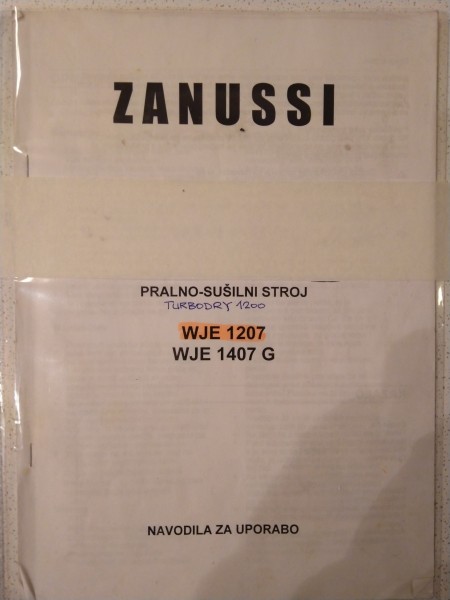 ZANUSSI
PRALNO-SUŠILNI STROJ
TURBODRY 1200
WJE 1207
WJE 1407 G
NAVODILA ZA UPORABO